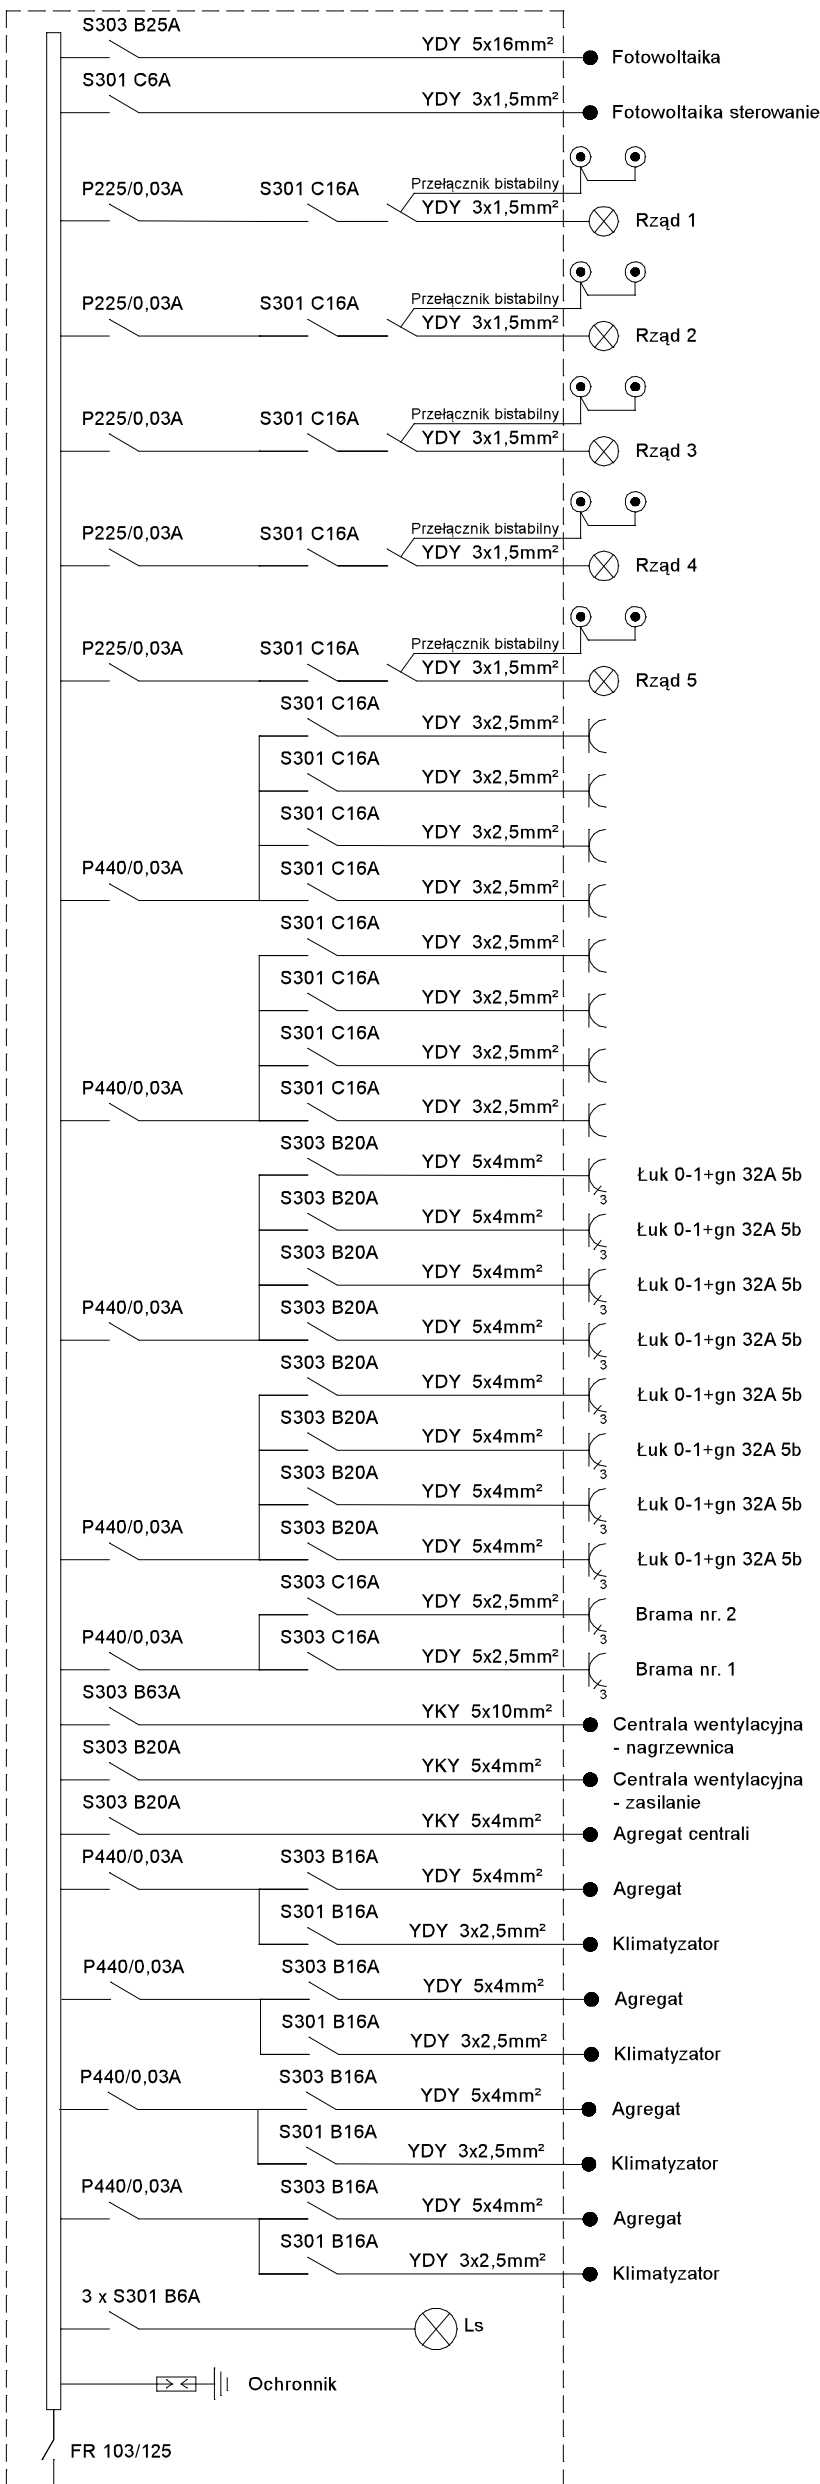 S303 B25A
YDY 5x16mm²
Fotowoltaika
S301 C6A
YDY 3x1,5mm²
Fotowoltaika sterowanie
P225/0,03A
S301 C16A
Przełącznik bistabilny
YDY 3x1,5mm²
Rząd 1
P225/0,03A
S301 C16A
Przełącznik bistabilny
YDY 3x1,5mm²
Rząd 2
P225/0,03A
S301 C16A
Przełącznik bistabilny
YDY 3x1,5mm²
Rząd 3
P225/0,03A
S301 C16A
Przełącznik bistabilny
YDY 3x1,5mm²
Rząd 4
P225/0,03A
S301 C16A
Przełącznik bistabilny
YDY 3x1,5mm²
Rząd 5
S301 C16A
YDY 3x2,5mm²
S301 C16A
YDY 3x2,5mm²
S301 C16A
YDY 3x2,5mm²
P440/0,03A
S301 C16A
YDY 3x2,5mm²
S301 C16A
YDY 3x2,5mm²
S301 C16A
YDY 3x2,5mm²
S301 C16A
YDY 3x2,5mm²
P440/0,03A
S301 C16A
YDY 3x2,5mm²
S303 B20A
YDY 5x4mm²
3
Łuk 0-1+gn 32A 5b
S303 B20A
YDY 5x4mm²
3
Łuk 0-1+gn 32A 5b
S303 B20A
YDY 5x4mm²
3
Łuk 0-1+gn 32A 5b
P440/0,03A
S303 B20A
YDY 5x4mm²
3
Łuk 0-1+gn 32A 5b
S303 B20A
YDY 5x4mm²
3
Łuk 0-1+gn 32A 5b
S303 B20A
YDY 5x4mm²
3
Łuk 0-1+gn 32A 5b
S303 B20A
YDY 5x4mm²
3
Łuk 0-1+gn 32A 5b
P440/0,03A
S303 B20A
YDY 5x4mm²
3
Łuk 0-1+gn 32A 5b
S303 C16A
YDY 5x2,5mm²
3
Brama nr. 2
P440/0,03A
S303 C16A
YDY 5x2,5mm²
3
Brama nr. 1
S303 B63A
YKY 5x10mm²
Centrala wentylacyjna
- nagrzewnica
S303 B20A
YKY 5x4mm²
Centrala wentylacyjna
- zasilanie
S303 B20A
YKY 5x4mm²
Agregat centrali
P440/0,03A
S303 B16A
YDY 5x4mm²
Agregat
S301 B16A
YDY 3x2,5mm²
Klimatyzator
P440/0,03A
S303 B16A
YDY 5x4mm²
Agregat
S301 B16A
YDY 3x2,5mm²
Klimatyzator
P440/0,03A
S303 B16A
YDY 5x4mm²
Agregat
S301 B16A
YDY 3x2,5mm²
Klimatyzator
P440/0,03A
S303 B16A
YDY 5x4mm²
Agregat
S301 B16A
YDY 3x2,5mm²
Klimatyzator
3 x S301 B6A
Ls
Ochronnik
FR 103/125